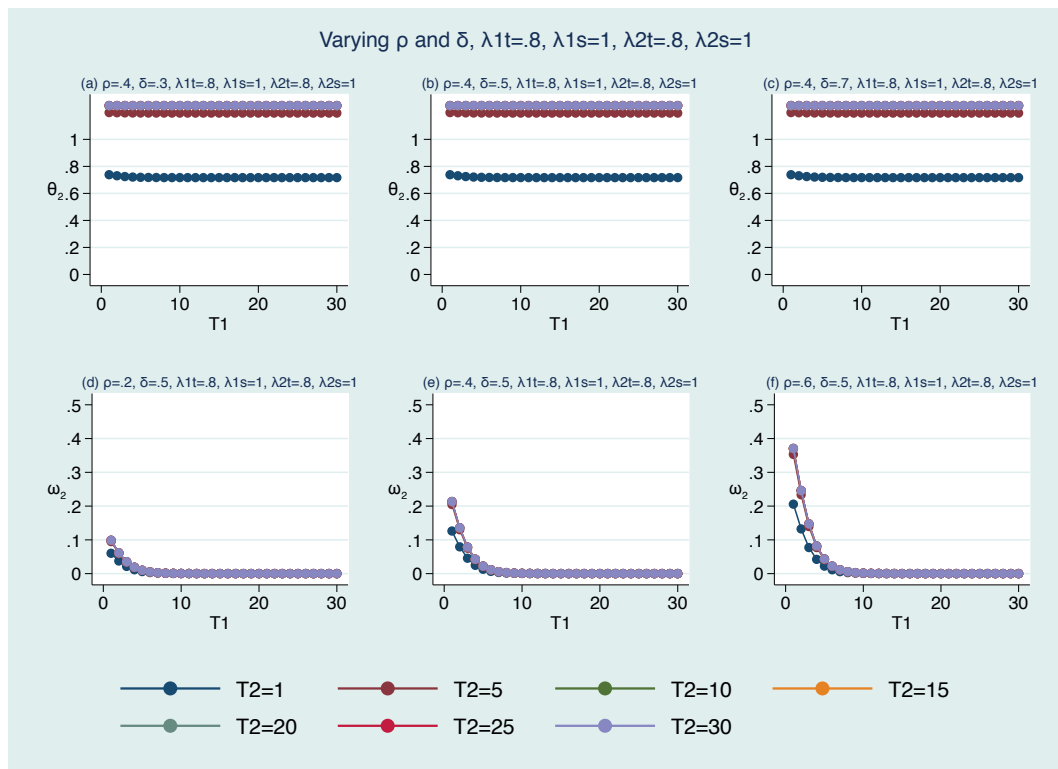 Varying ρ and δ, λ1t=.8, λ1s=1, λ2t=.8, λ2s=1
(a) ρ=.4, δ=.3, λ1t=.8, λ1s=1, λ2t=.8, λ2s=1
θ₂
1
.8
.6
.4
.2
0
0 10 20 30
T1
(b) ρ=.4, δ=.5, λ1t=.8, λ1s=1, λ2t=.8, λ2s=1
θ₂
1
.8
.6
.4
.2
0
0 10 20 30
T1
(c) ρ=.4, δ=.7, λ1t=.8, λ1s=1, λ2t=.8, λ2s=1
θ₂
1
.8
.6
.4
.2
0
0 10 20 30
T1
(d) ρ=.2, δ=.5, λ1t=.8, λ1s=1, λ2t=.8, λ2s=1
ω₂
.5
.4
.3
.2
.1
0
0 10 20 30
T1
(e) ρ=.4, δ=.5, λ1t=.8, λ1s=1, λ2t=.8, λ2s=1
ω₂
.5
.4
.3
.2
.1
0
0 10 20 30
T1
(f) ρ=.6, δ=.5, λ1t=.8, λ1s=1, λ2t=.8, λ2s=1
ω₂
.5
.4
.3
.2
.1
0
0 10 20 30
T1
T2=1 T2=5 T2=10 T2=15
T2=20 T2=25 T2=30